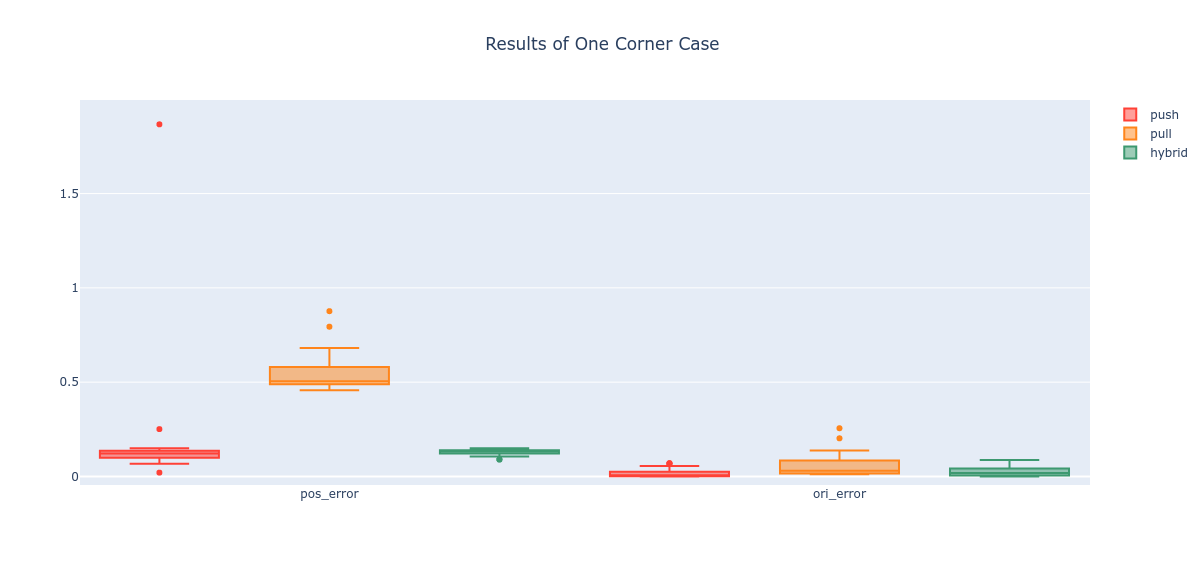 Results of One Corner Case
push
pull
hybrid
1.5
1
0.5
0
pos_error
ori_error